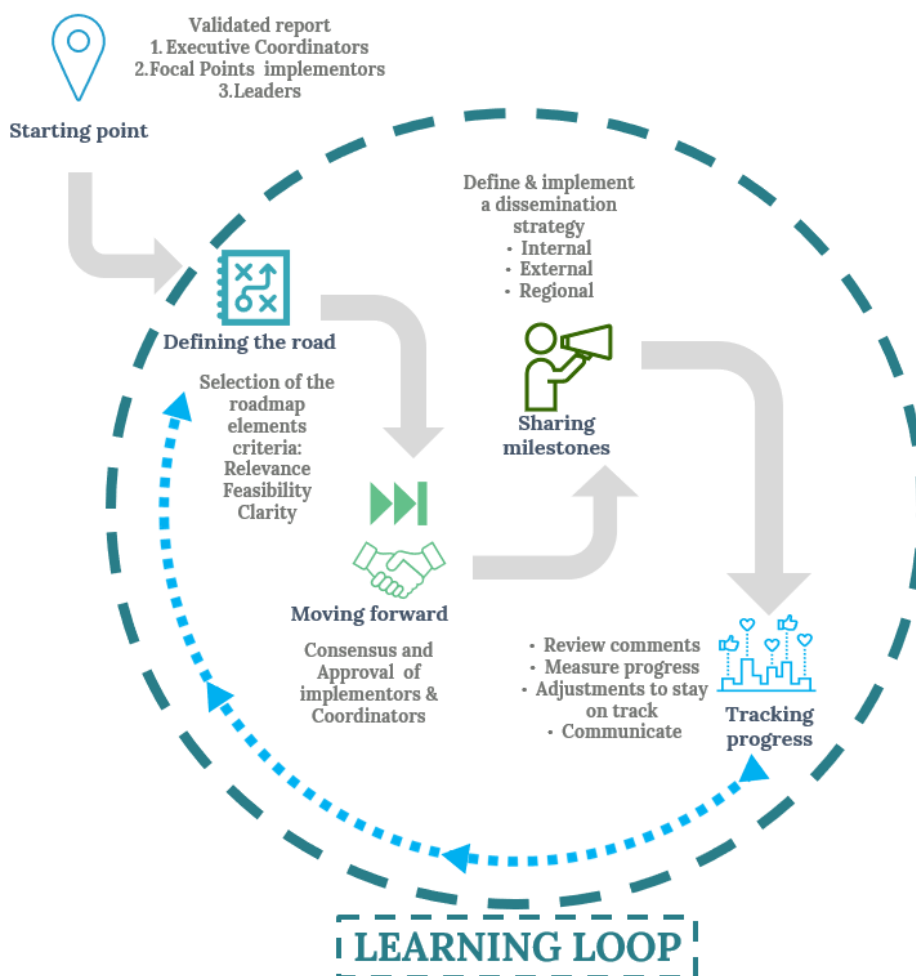 Validated report
1. Executive Coordinators
2.Focal Points implementors
3.Leaders
Starting point
Define & implement
a dissemination
strategy
• Internal
• External
• Regional
Defining the road
Selection of the
roadmap
elements
criteria:
Relevance
Feasibility
Clarity
Sharing
milestones
Moving forward
Consensus and
Approval of
implementors &
Coordinators
• Review comments
• Measure progress
• Adjustments to stay
on track
• Communicate
Tracking
progress
LEARNING LOOP